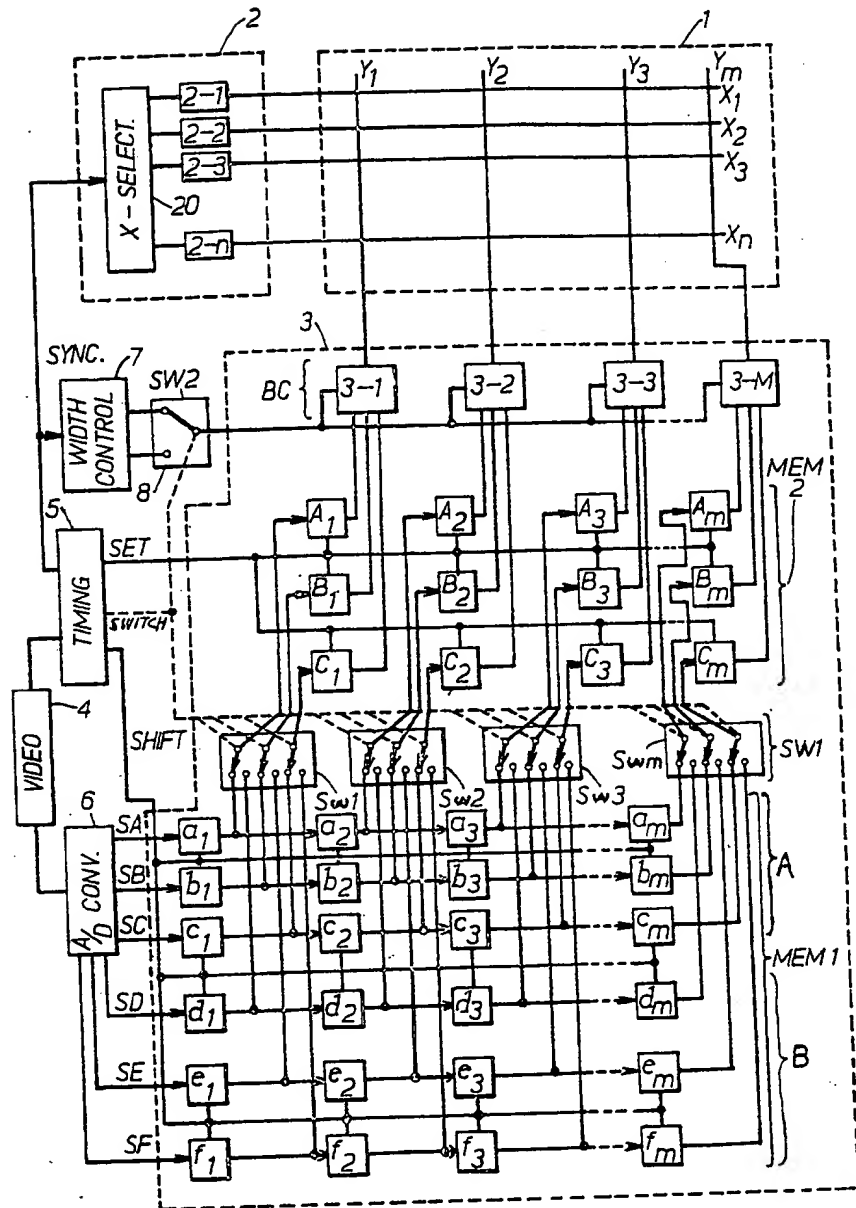 2
1
Y1 Y2 Y3 Ym
X-SELECT.
20
2-1
2-2
2-3
2-n
X1
X2
X3
Xn
3
SYNC.
7
WIDTH CONTROL
SW2
8
BC
3-1 3-2 3-3 3-M
MEM 2
5
TIMING
SET
SWITCH
SHIFT
A1 A2 A3 Am
B1 B2 B3 Bm
C1 C2 C3 Cm
4
VIDEO
SW1
Sw1 Sw2 Sw3 Swm
6
A/D CONV.
SA a1 a2 a3 am
SB b1 b2 b3 bm
SC c1 c2 c3 cm
A
MEM 1
SD d1 d2 d3 dm
SE e1 e2 e3 em
B
SF f1 f2 f3 fm